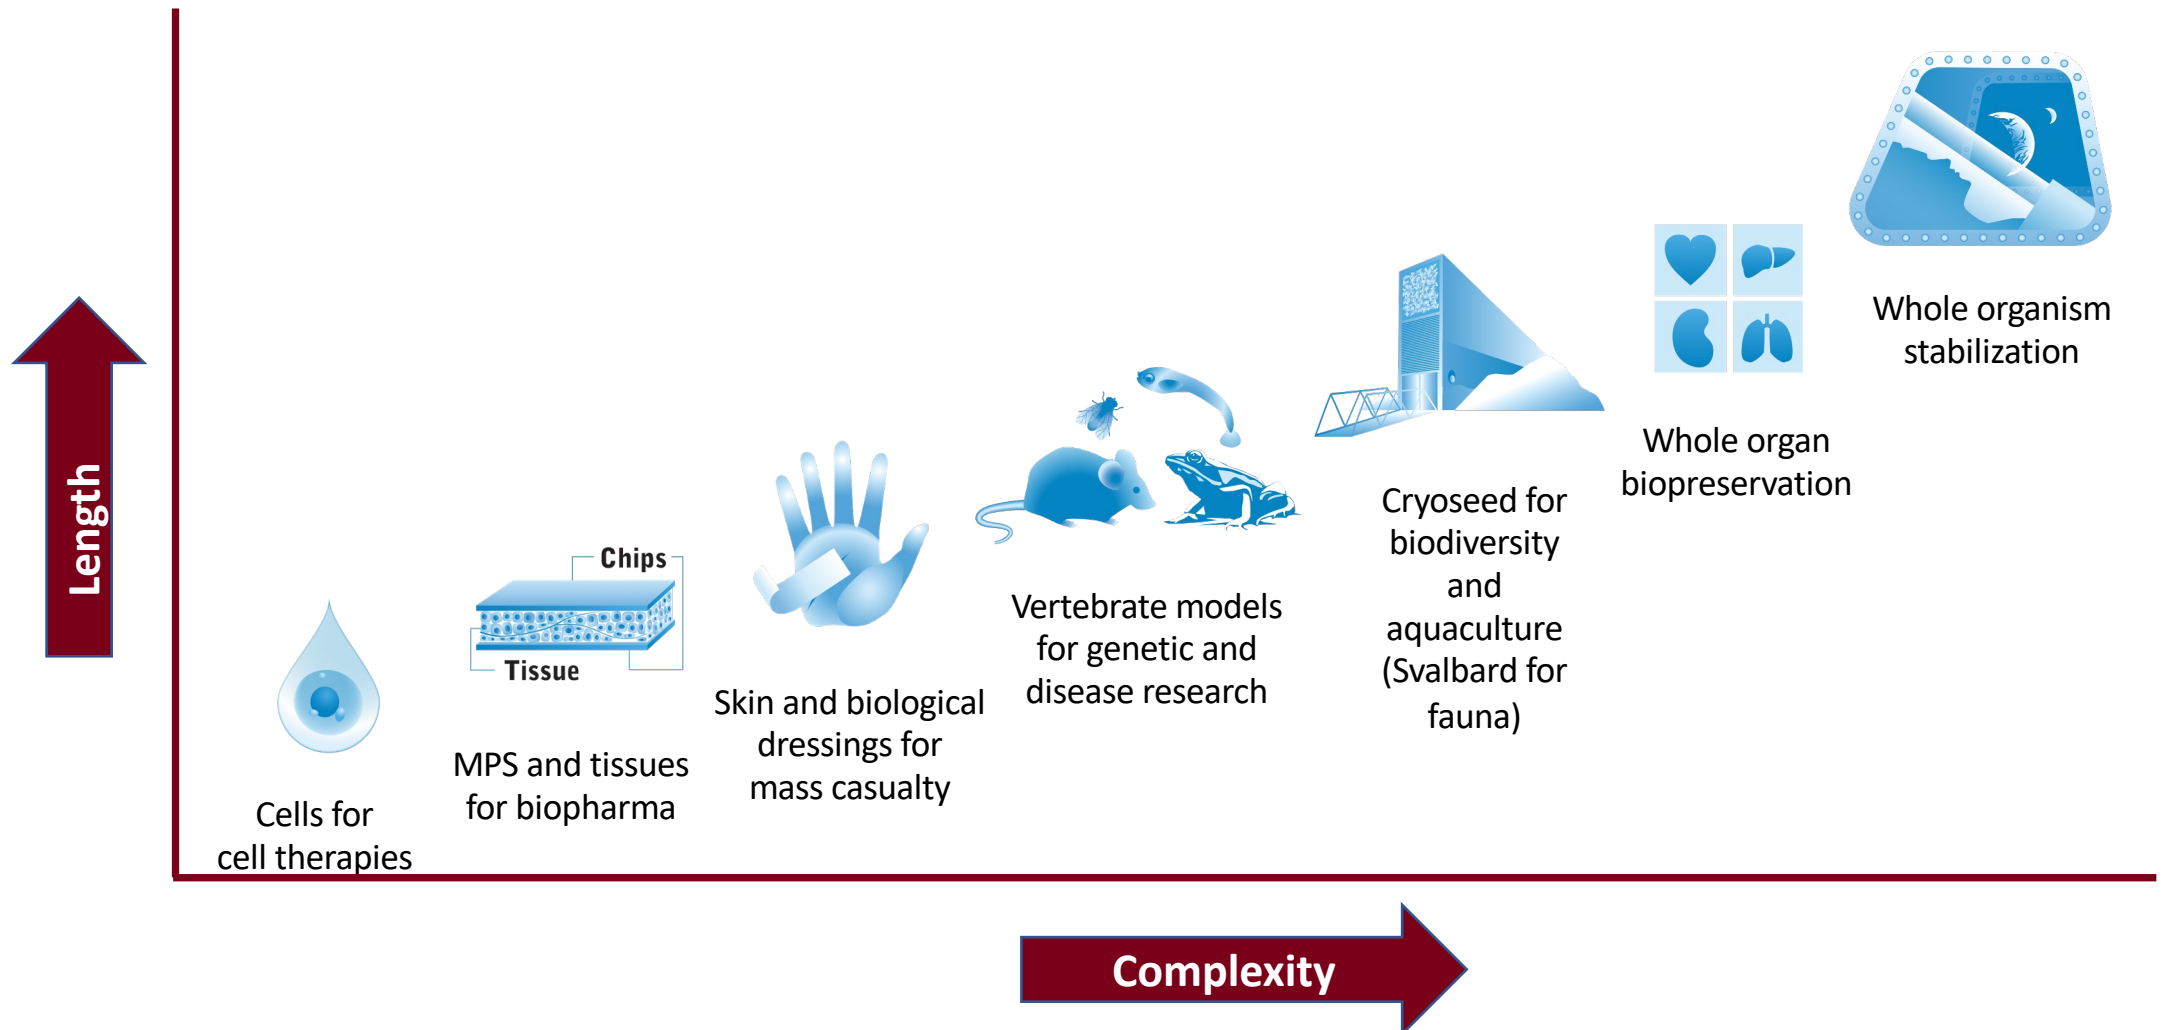 Length
Cells for
cell therapies
Chips
Tissue
MPS and tissues
for biopharma
Skin and biological
dressings for
mass casualty
Vertebrate models
for genetic and
disease research
Cryoseed for
biodiversity
and
aquaculture
(Svalbard for
fauna)
Whole organ
biopreservation
Whole organism
stabilization
Complexity